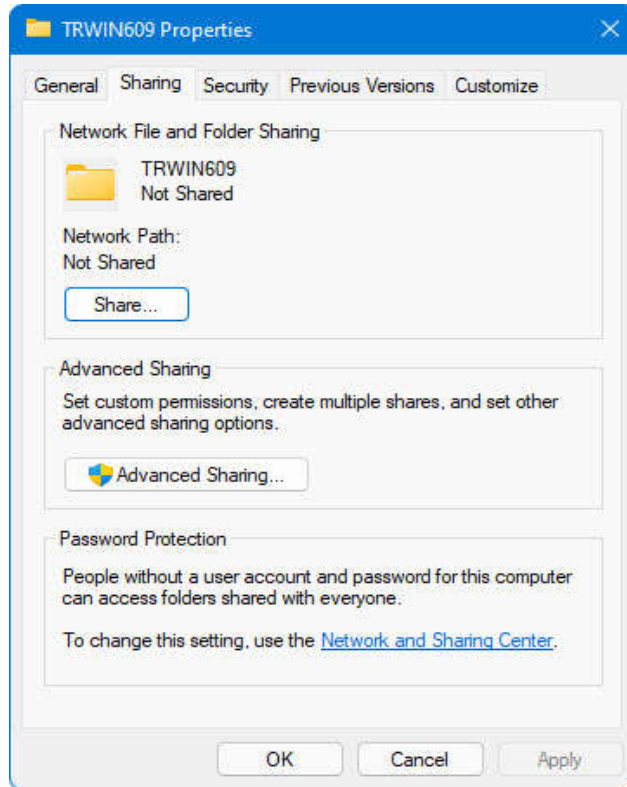 TRWIN609 Properties
General Sharing Security Previous Versions Customize
Network File and Folder Sharing
TRWIN609
Not Shared
Network Path:
Not Shared
Share...
Advanced Sharing
Set custom permissions, create multiple shares, and set other
advanced sharing options.
Advanced Sharing...
Password Protection
People without a user account and password for this computer
can access folders shared with everyone.
To change this setting, use the Network and Sharing Center.
OK Cancel Apply